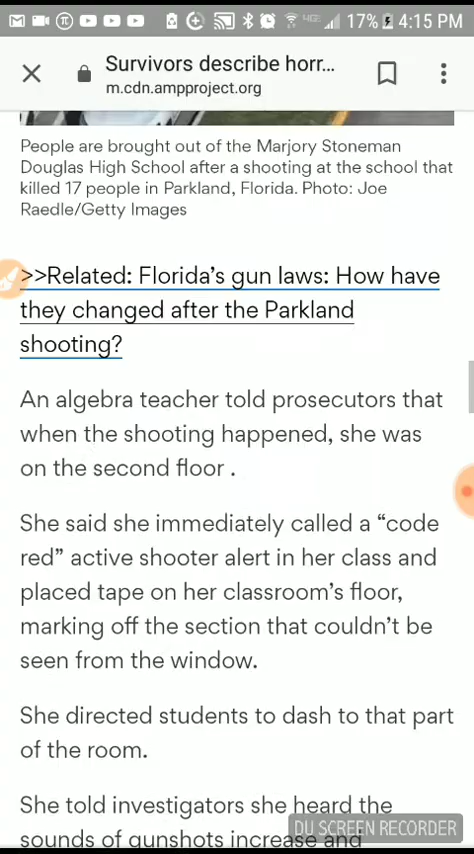 17% 4:15 PM
Survivors describe horr...
m.cdn.ampproject.org
People are brought out of the Marjory Stoneman
Douglas High School after a shooting at the school that
killed 17 people in Parkland, Florida. Photo: Joe
Raedle/Getty Images
>>Related: Florida’s gun laws: How have
they changed after the Parkland
shooting?
An algebra teacher told prosecutors that
when the shooting happened, she was
on the second floor .
She said she immediately called a “code
red” active shooter alert in her class and
placed tape on her classroom’s floor,
marking off the section that couldn’t be
seen from the window.
She directed students to dash to that part
of the room.
She told investigators she heard the
DU SCREEN RECORDER
sounds of gunshots increase and